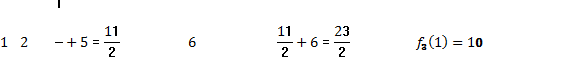 1 2 – + 5 = 11/2 6 11/2 + 6 = 23/2 f₃(1) = 10